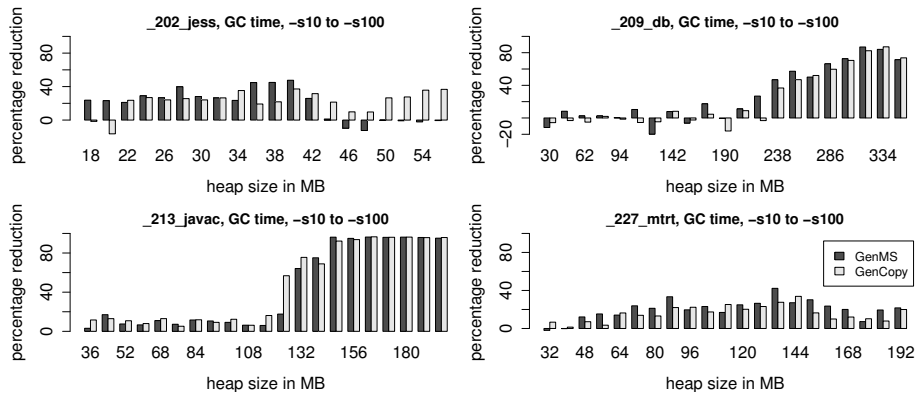 _202_jess, GC time, −s10 to −s100
percentage reduction
0 40 80
18 22 26 30 34 38 42 46 50 54
heap size in MB
_209_db, GC time, −s10 to −s100
percentage reduction
−20 40 80
30 62 94 142 190 238 286 334
heap size in MB
_213_javac, GC time, −s10 to −s100
percentage reduction
0 40 80
36 52 68 84 108 132 156 180
heap size in MB
_227_mtrt, GC time, −s10 to −s100
percentage reduction
0 40 80
GenMS
GenCopy
32 48 64 80 96 120 144 168 192
heap size in MB